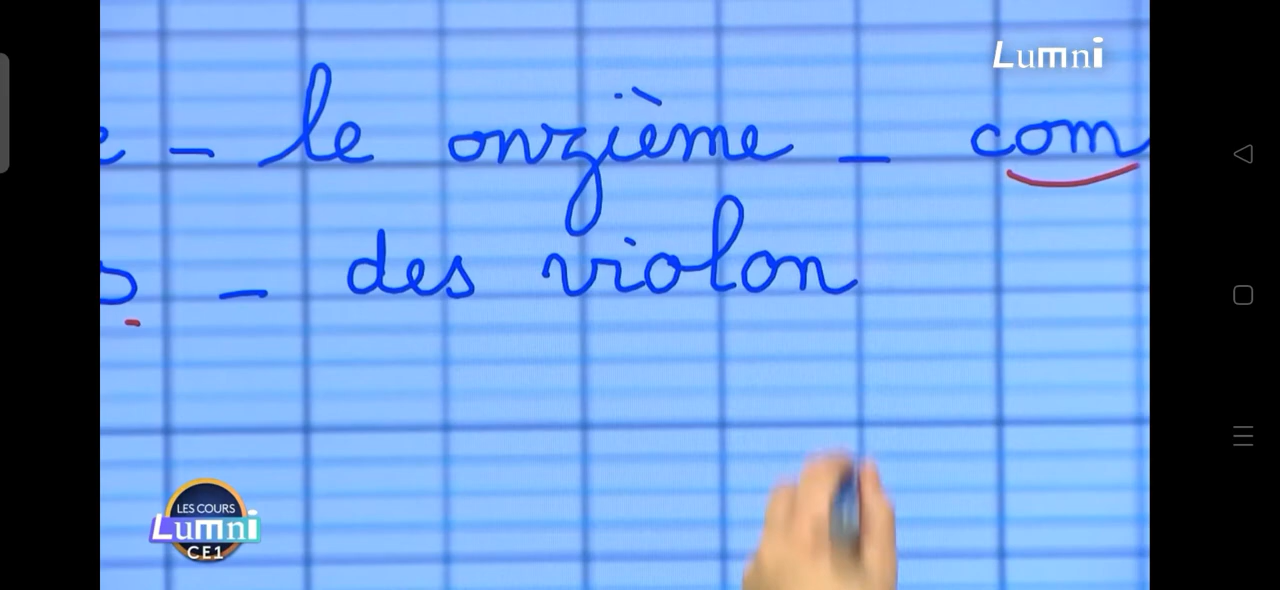 Lumni
e - le onzième - com
s - des violon
LES COURS
Lumni
CE1